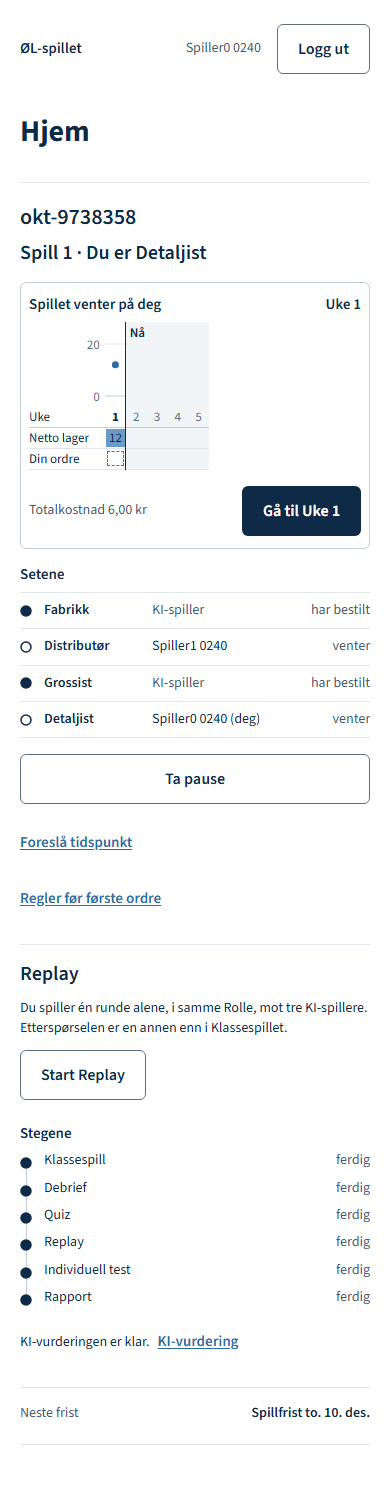 ØL-spillet Spiller0 0240 Logg ut
Hjem
okt-9738358
Spill 1 · Du er Detaljist
Spillet venter på deg Uke 1
Nå
20
0
Uke 1 2 3 4 5
Netto lager 12
Din ordre
Totalkostnad 6,00 kr Gå til Uke 1
Setene
Fabrikk KI-spiller har bestilt
Distributør Spiller1 0240 venter
Grossist KI-spiller har bestilt
Detaljist Spiller0 0240 (deg) venter
Ta pause
Foreslå tidspunkt
Regler før første ordre
Replay
Du spiller én runde alene, i samme Rolle, mot tre KI-spillere.
Etterspørselen er en annen enn i Klassespillet.
Start Replay
Stegene
Klassespill ferdig
Debrief ferdig
Quiz ferdig
Replay ferdig
Individuell test ferdig
Rapport ferdig
KI-vurderingen er klar. KI-vurdering
Neste frist Spillfrist to. 10. des.